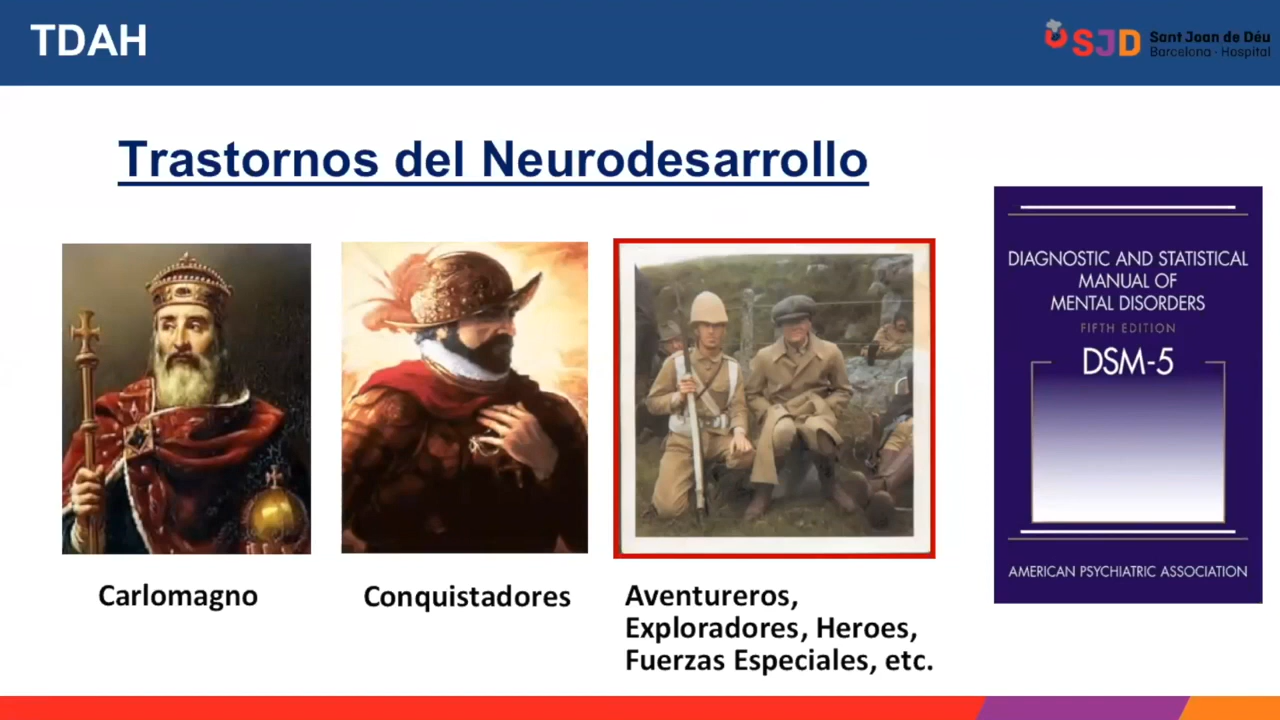 TDAH
SJD
Sant Joan de Déu
Barcelona · Hospital
Trastornos del Neurodesarrollo
DIAGNOSTIC AND STATISTICAL
MANUAL OF
MENTAL DISORDERS
FIFTH EDITION
DSM-5
AMERICAN PSYCHIATRIC ASSOCIATION
Carlomagno
Conquistadores
Aventureros,
Exploradores, Heroes,
Fuerzas Especiales, etc.